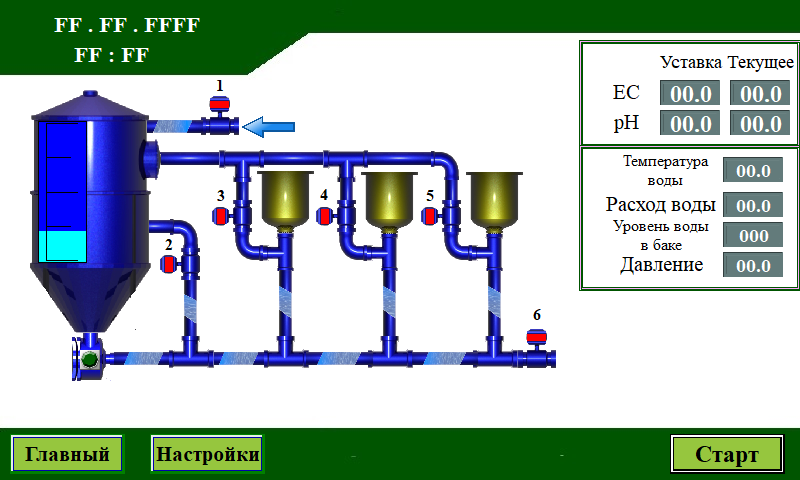 FF . FF . FFFF
FF : FF
1
2
3
4
5
6
Уставка Текущее
EC 00.0 00.0
pH 00.0 00.0
Температура
воды 00.0
Расход воды 00.0
Уровень воды
в баке 000
Давление 00.0
Главный Настройки Старт